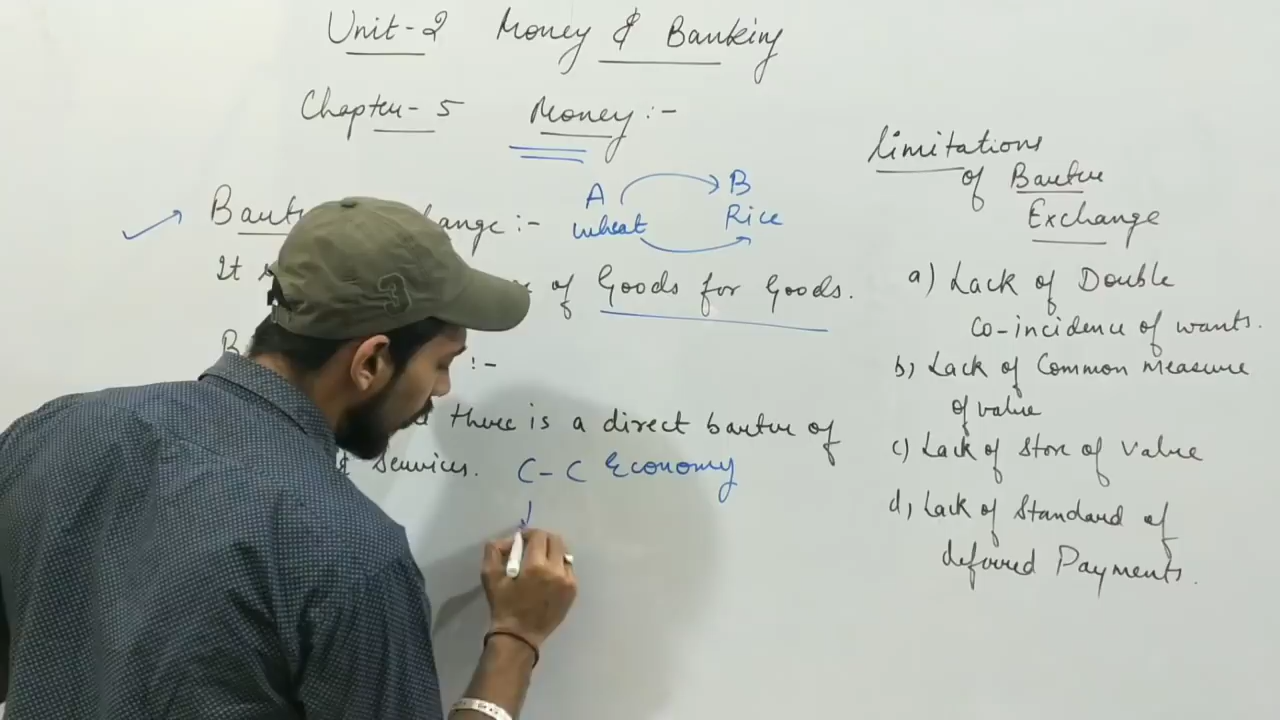 Unit-2 Money & Banking
Chapter-5 Money:-
A B
wheat Rice
:-
It of Goods for Goods.
:-
there is a direct barter of
Services. C-C Economy
limitations
of Barter
Exchange
a) Lack of Double
Co-incidence of wants.
b) Lack of Common measure
of value
c) Lack of Store of Value
d) Lack of Standard of
deferred Payments.
3